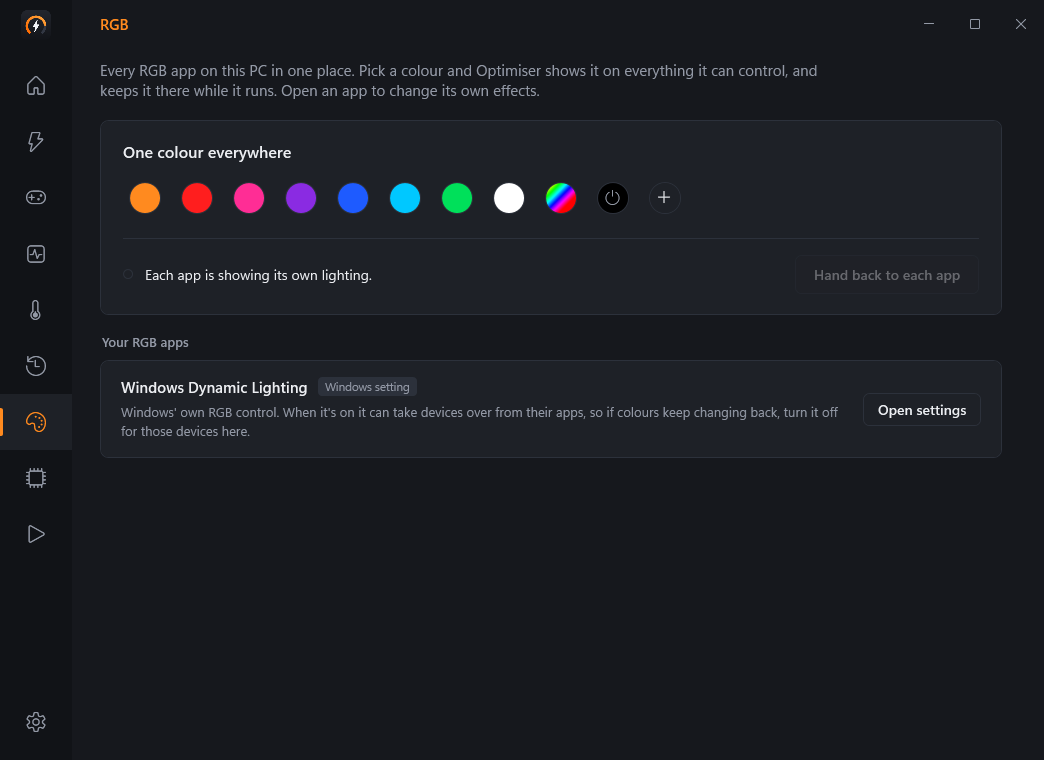 RGB
Every RGB app on this PC in one place. Pick a colour and Optimiser shows it on everything it can control, and
keeps it there while it runs. Open an app to change its own effects.
One colour everywhere
Each app is showing its own lighting.
Hand back to each app
Your RGB apps
Windows Dynamic Lighting
Windows setting
Windows' own RGB control. When it's on it can take devices over from their apps, so if colours keep changing back, turn it off
for those devices here.
Open settings